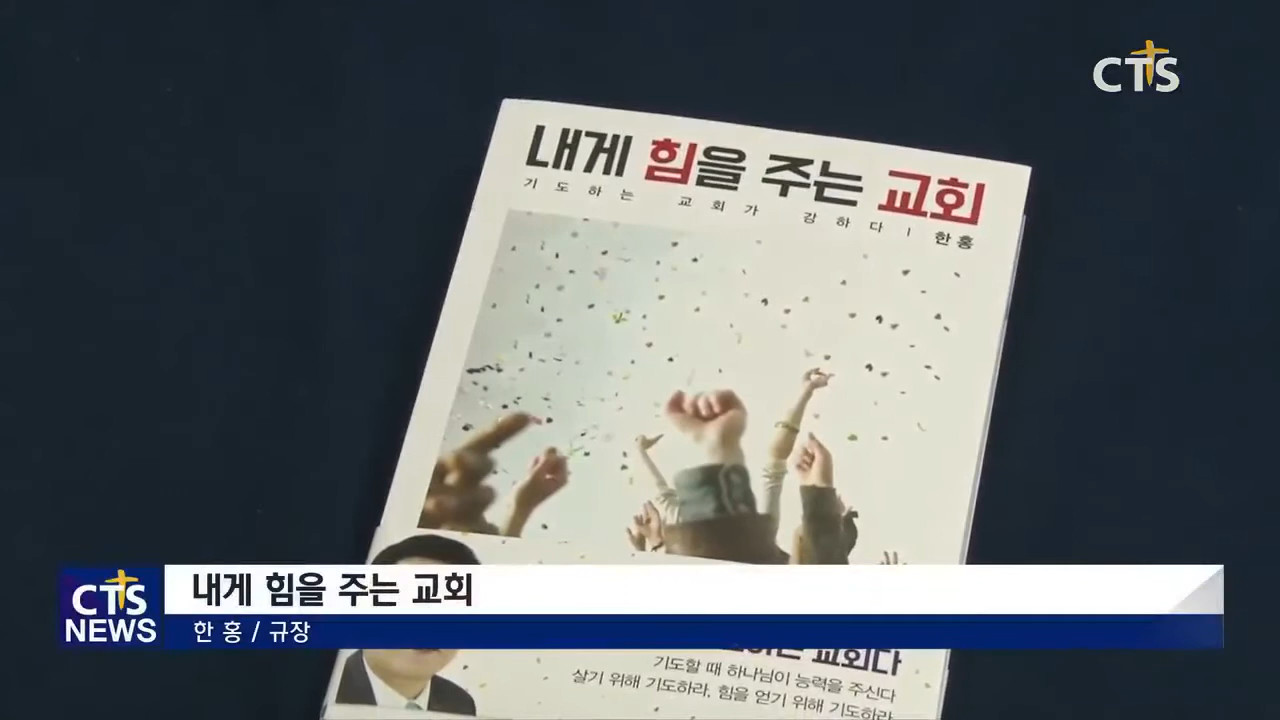 CTS
내게 힘을 주는 교회
기도하는 교회가 강하다 | 한홍
CTS
NEWS
내게 힘을 주는 교회
한 홍 / 규장
교회다
기도할 때 하나님이 능력을 주신다
살기 위해 기도하라, 힘을 얻기 위해 기도하라